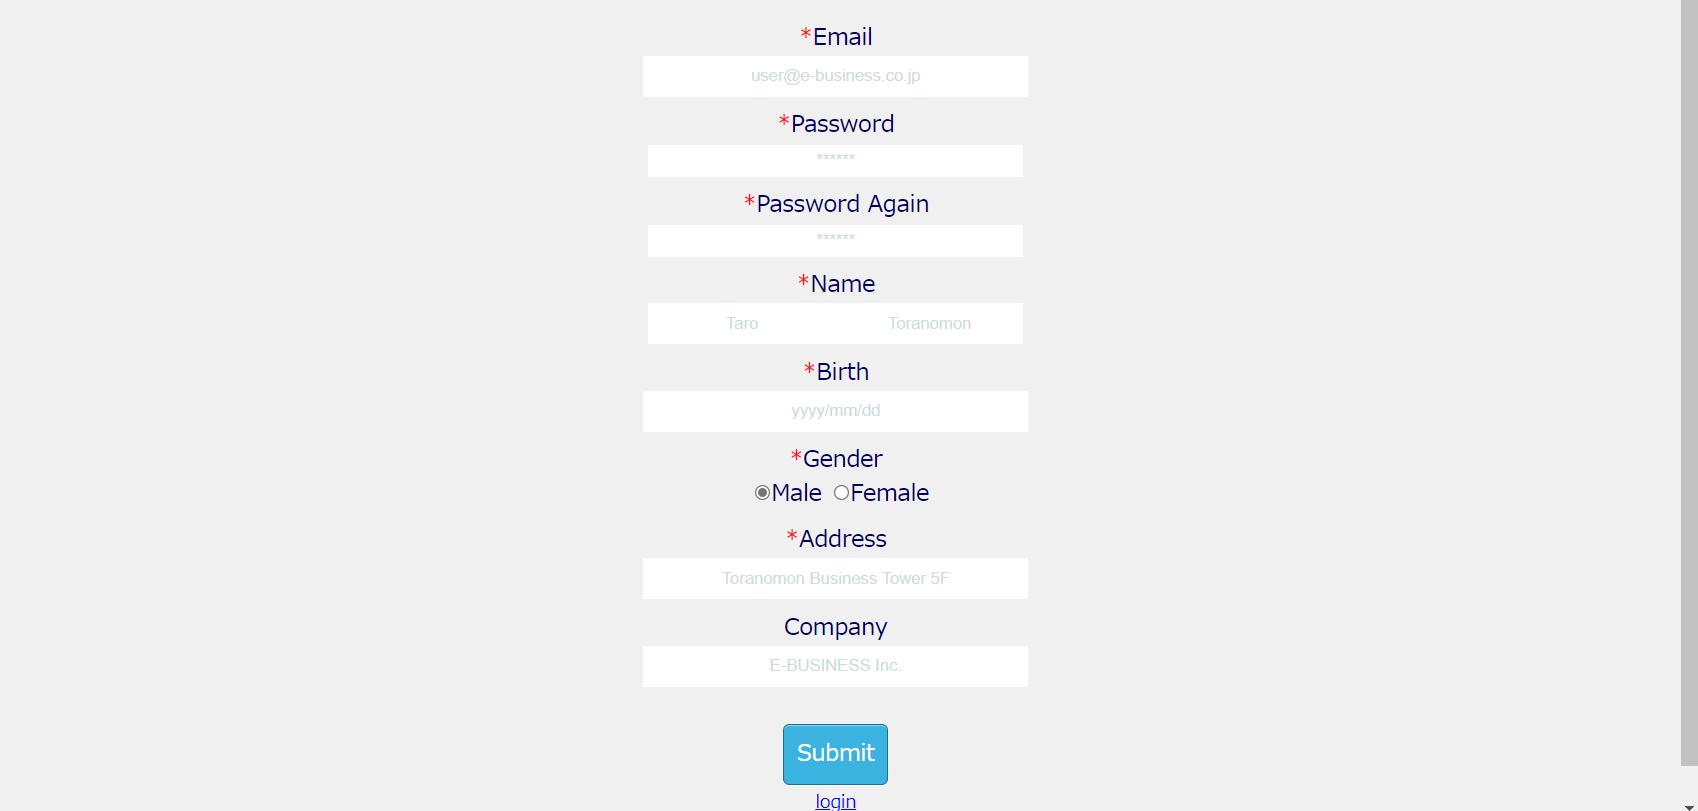 *Email
user@e-business.co.jp
*Password
******
*Password Again
******
*Name
Taro Toranomon
*Birth
yyyy/mm/dd
*Gender
Male Female
*Address
Toranomon Business Tower 5F
Company
E-BUSINESS Inc.
Submit
login